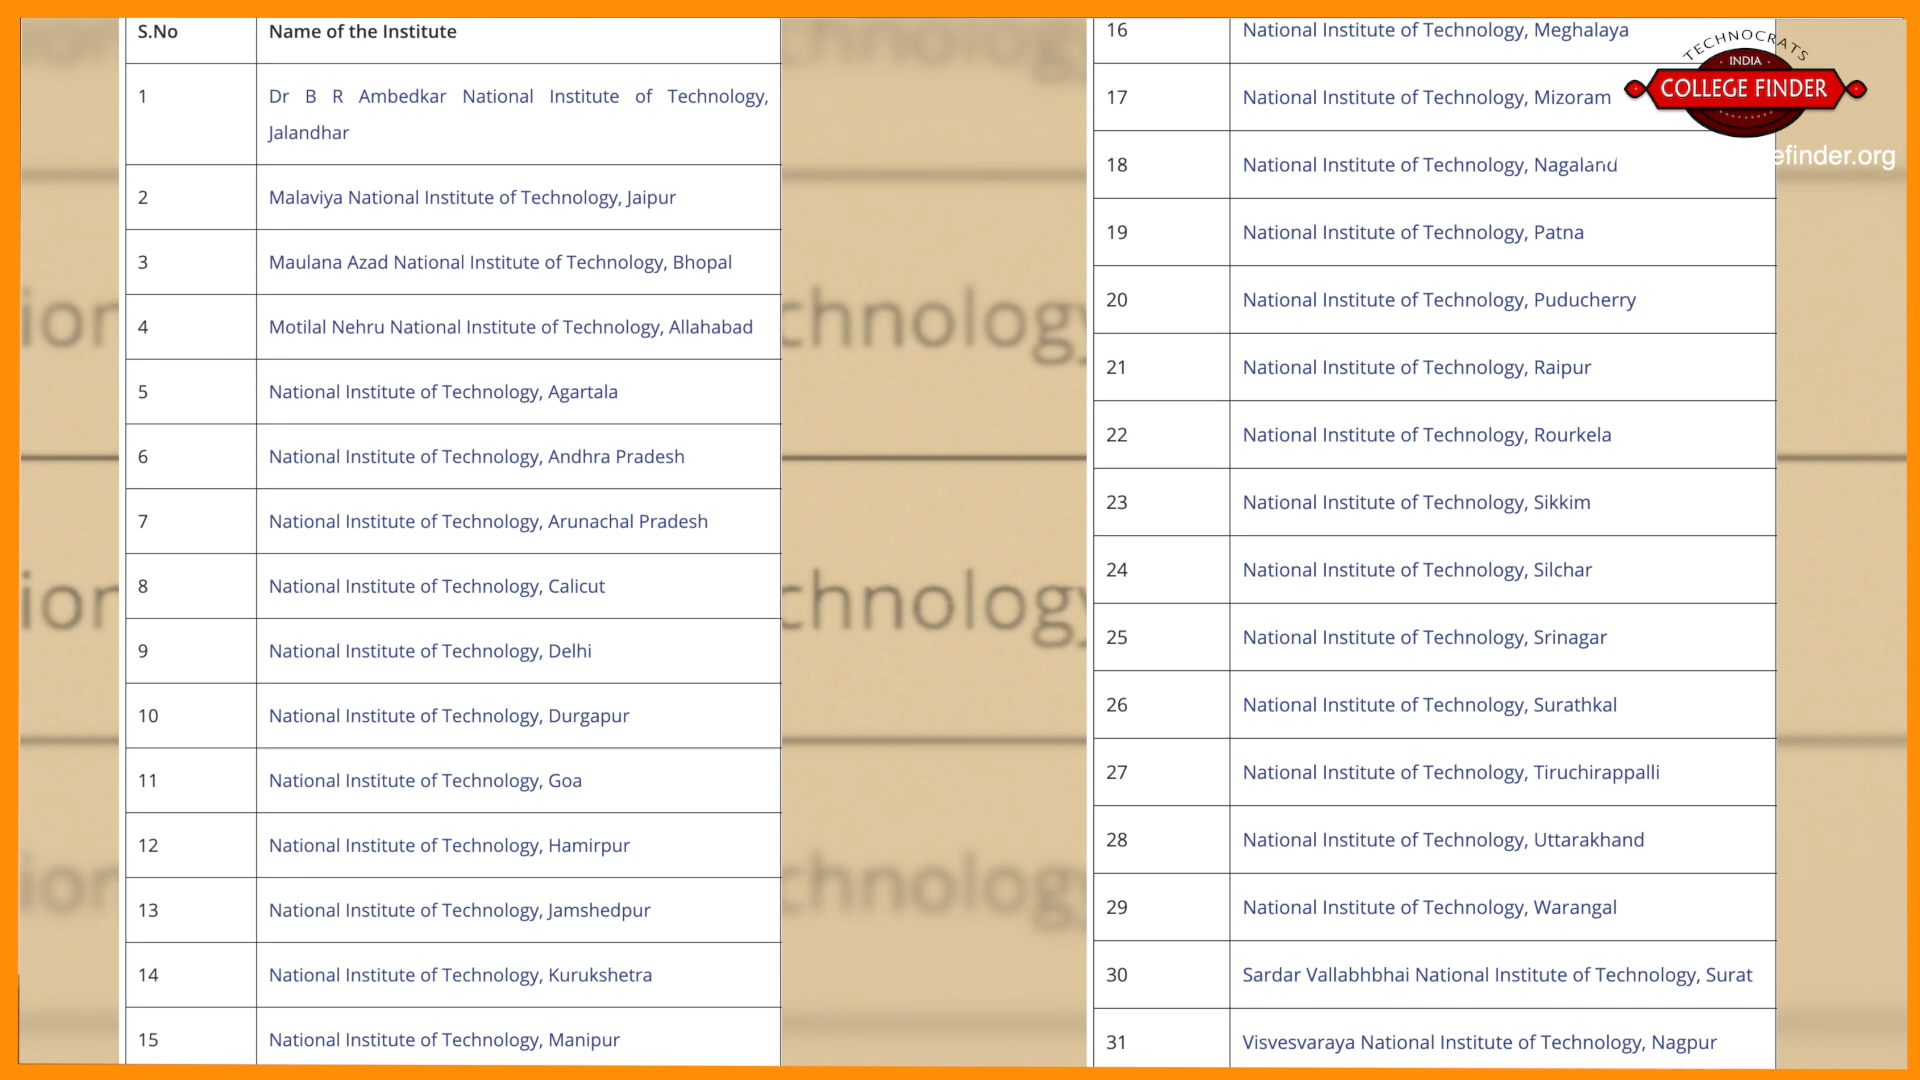 S.No Name of the Institute
1 Dr B R Ambedkar National Institute of Technology,
Jalandhar
2 Malaviya National Institute of Technology, Jaipur
3 Maulana Azad National Institute of Technology, Bhopal
4 Motilal Nehru National Institute of Technology, Allahabad
5 National Institute of Technology, Agartala
6 National Institute of Technology, Andhra Pradesh
7 National Institute of Technology, Arunachal Pradesh
8 National Institute of Technology, Calicut
9 National Institute of Technology, Delhi
10 National Institute of Technology, Durgapur
11 National Institute of Technology, Goa
12 National Institute of Technology, Hamirpur
13 National Institute of Technology, Jamshedpur
14 National Institute of Technology, Kurukshetra
15 National Institute of Technology, Manipur
16 National Institute of Technology, Meghalaya
17 National Institute of Technology, Mizoram
18 National Institute of Technology, Nagaland
19 National Institute of Technology, Patna
20 National Institute of Technology, Puducherry
21 National Institute of Technology, Raipur
22 National Institute of Technology, Rourkela
23 National Institute of Technology, Sikkim
24 National Institute of Technology, Silchar
25 National Institute of Technology, Srinagar
26 National Institute of Technology, Surathkal
27 National Institute of Technology, Tiruchirappalli
28 National Institute of Technology, Uttarakhand
29 National Institute of Technology, Warangal
30 Sardar Vallabhbhai National Institute of Technology, Surat
31 Visvesvaraya National Institute of Technology, Nagpur
TECHNOCRATS
INDIA
COLLEGE FINDER
efinder.org
ion chnology
ion chnology
ion chnology